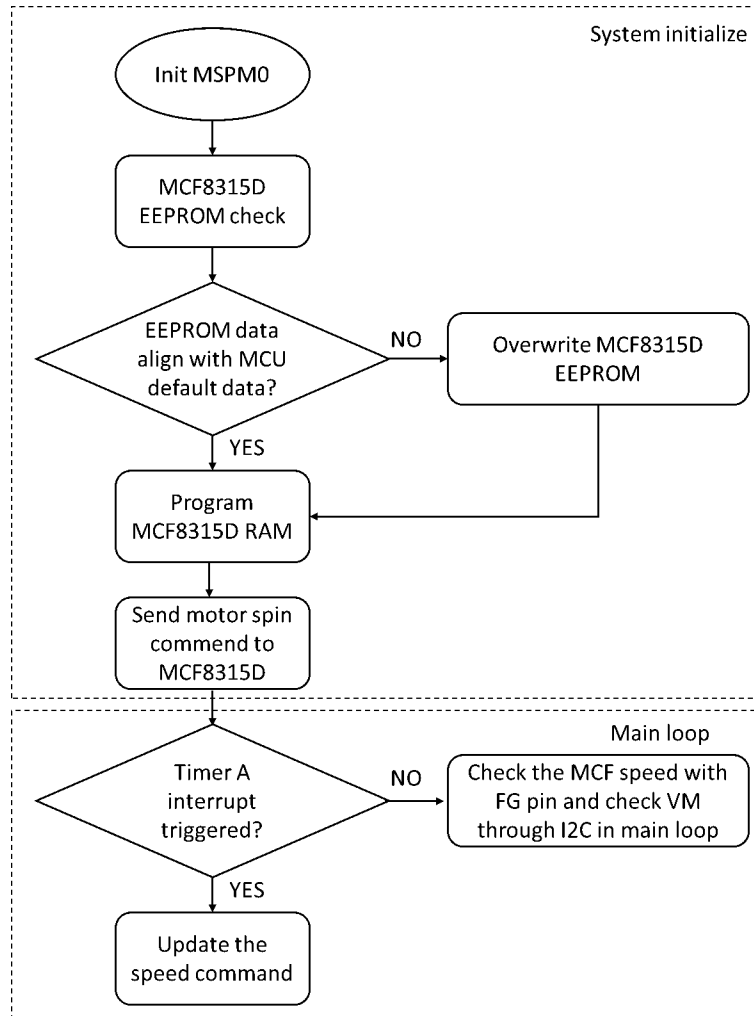 System initialize
Init MSPM0
MCF8315D
EEPROM check
EEPROM data
align with MCU
default data?
NO
Overwrite MCF8315D
EEPROM
YES
Program
MCF8315D RAM
Send motor spin
commend to
MCF8315D
Main loop
Timer A
interrupt
triggered?
NO
Check the MCF speed with
FG pin and check VM
through I2C in main loop
YES
Update the
speed command